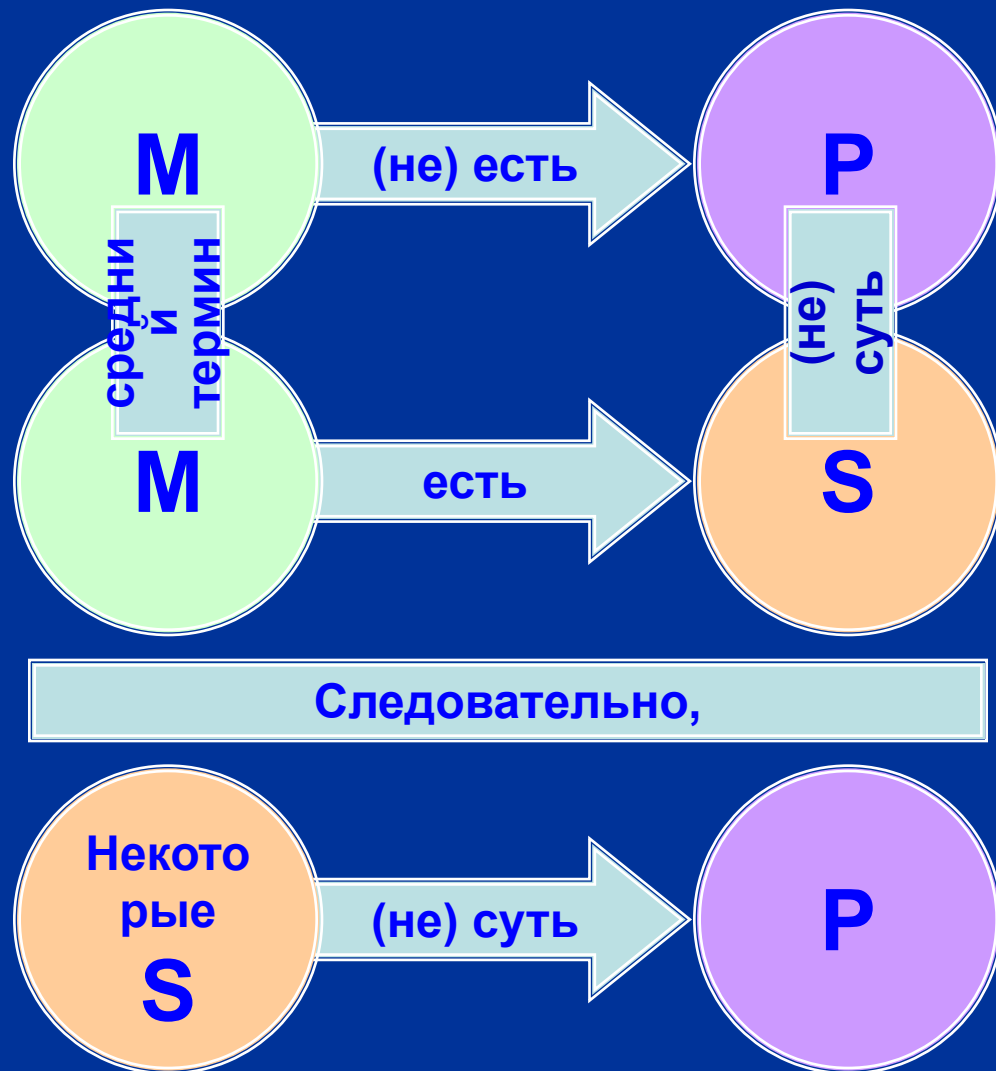 M
(не) есть
P
средни
й
термин
(не)
суть
M
есть
S
Следовательно,
Некото
рые
S
(не) суть
P